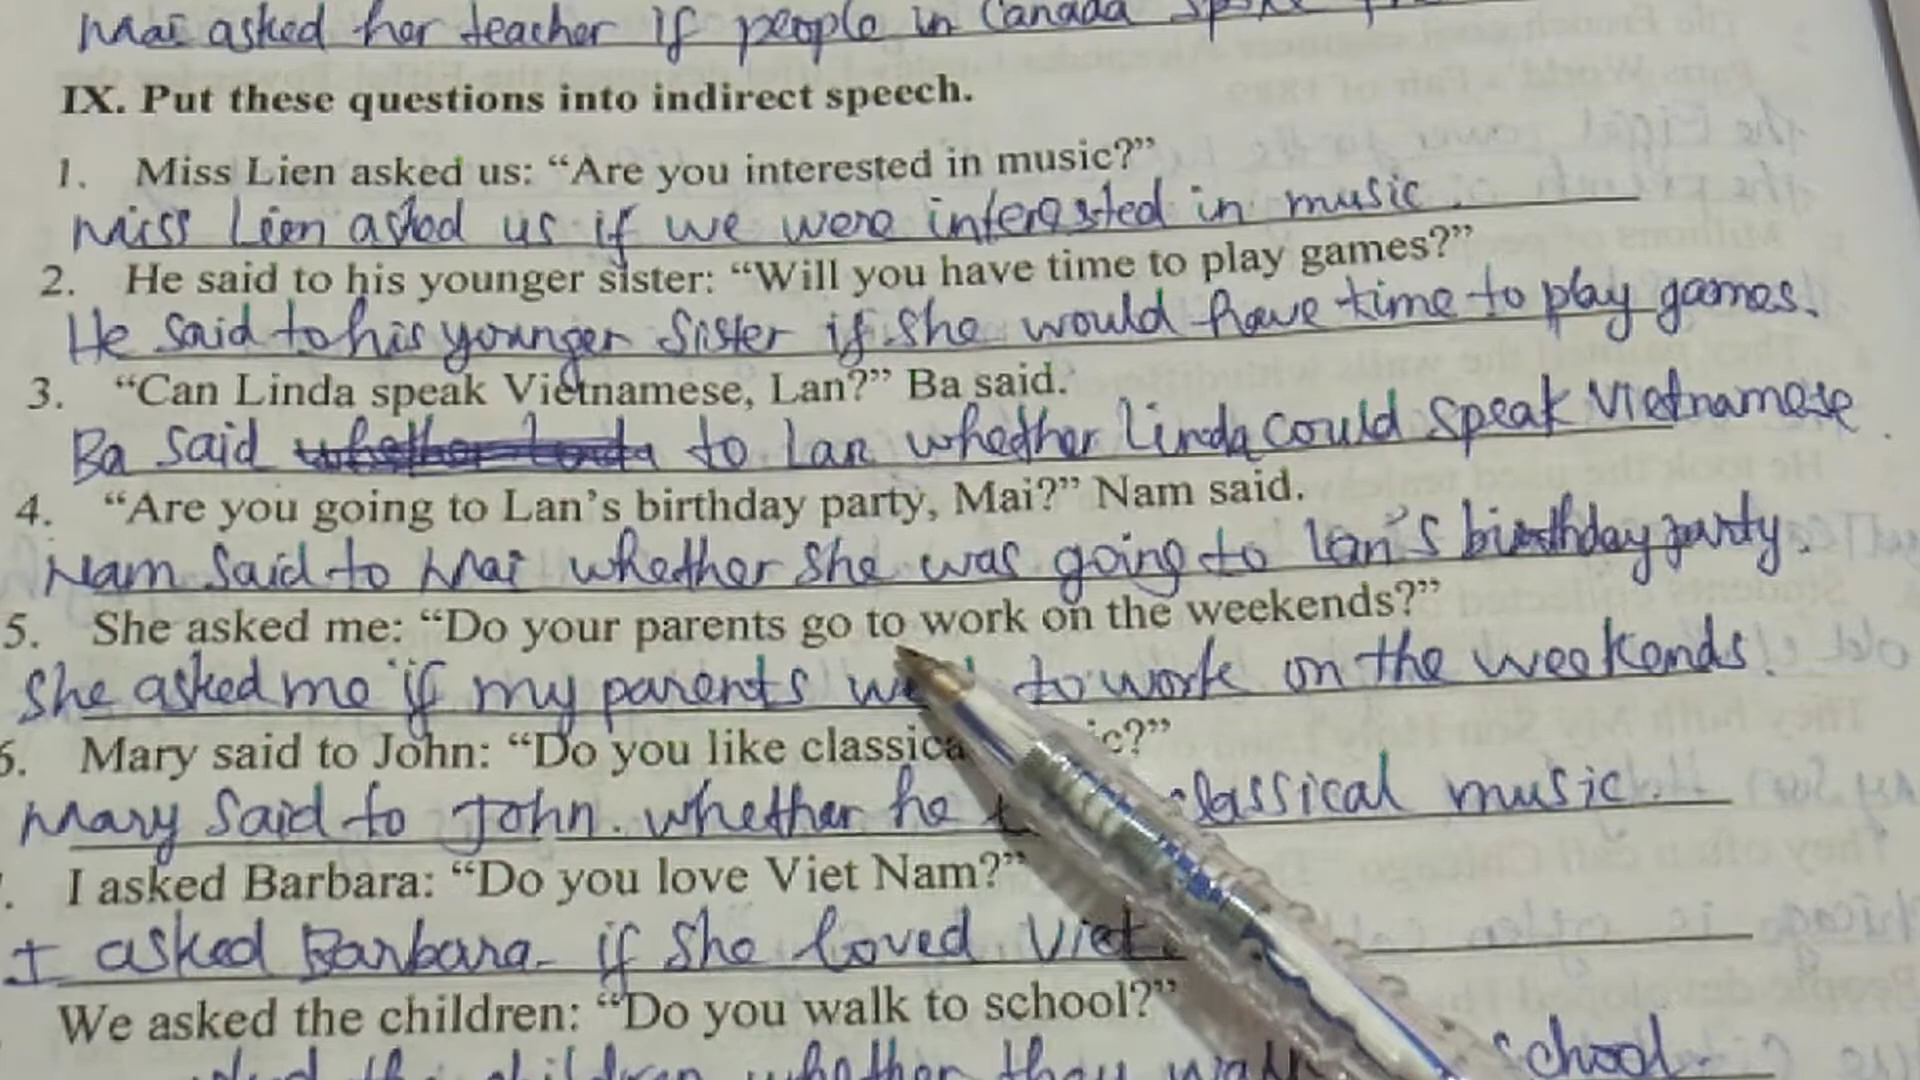 Mai asked her teacher if people in Canada
IX. Put these questions into indirect speech.
1. Miss Lien asked us: “Are you interested in music?”
Miss Lien asked us if we were interested in music.
2. He said to his younger sister: “Will you have time to play games?”
He said to his younger sister if she would have time to play games.
3. “Can Linda speak Vietnamese, Lan?” Ba said.
Ba said to Lan whether Linda could speak Vietnamese.
4. “Are you going to Lan’s birthday party, Mai?” Nam said.
Nam said to Mai whether she was going to Lan's birthday party.
5. She asked me: “Do your parents go to work on the weekends?”
She asked me if my parents to work on the weekends.
6. Mary said to John: “Do you like
Mary said to John whether he classical music.
I asked Barbara: “Do you love Viet Nam?”
I asked Barbara if she loved Viet
We asked the children: “Do you walk to school?”
children whether they school.